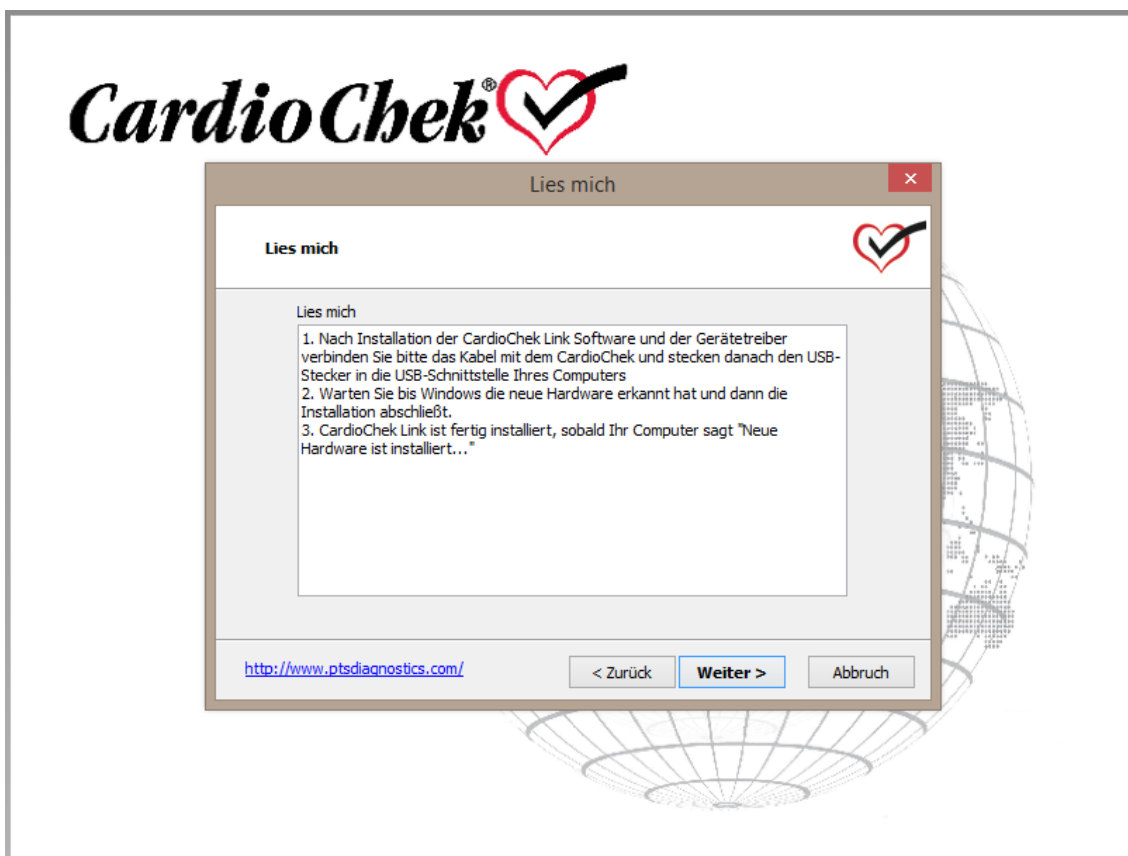 CardioChek®
Lies mich
Lies mich
Lies mich
1. Nach Installation der CardioChek Link Software und der Gerätetreiber
verbinden Sie bitte das Kabel mit dem CardioChek und stecken danach den USB-
Stecker in die USB-Schnittstelle Ihres Computers
2. Warten Sie bis Windows die neue Hardware erkannt hat und dann die
Installation abschließt.
3. CardioChek Link ist fertig installiert, sobald Ihr Computer sagt "Neue
Hardware ist installiert..."
http://www.ptsdiagnostics.com/
< Zurück
Weiter >
Abbruch